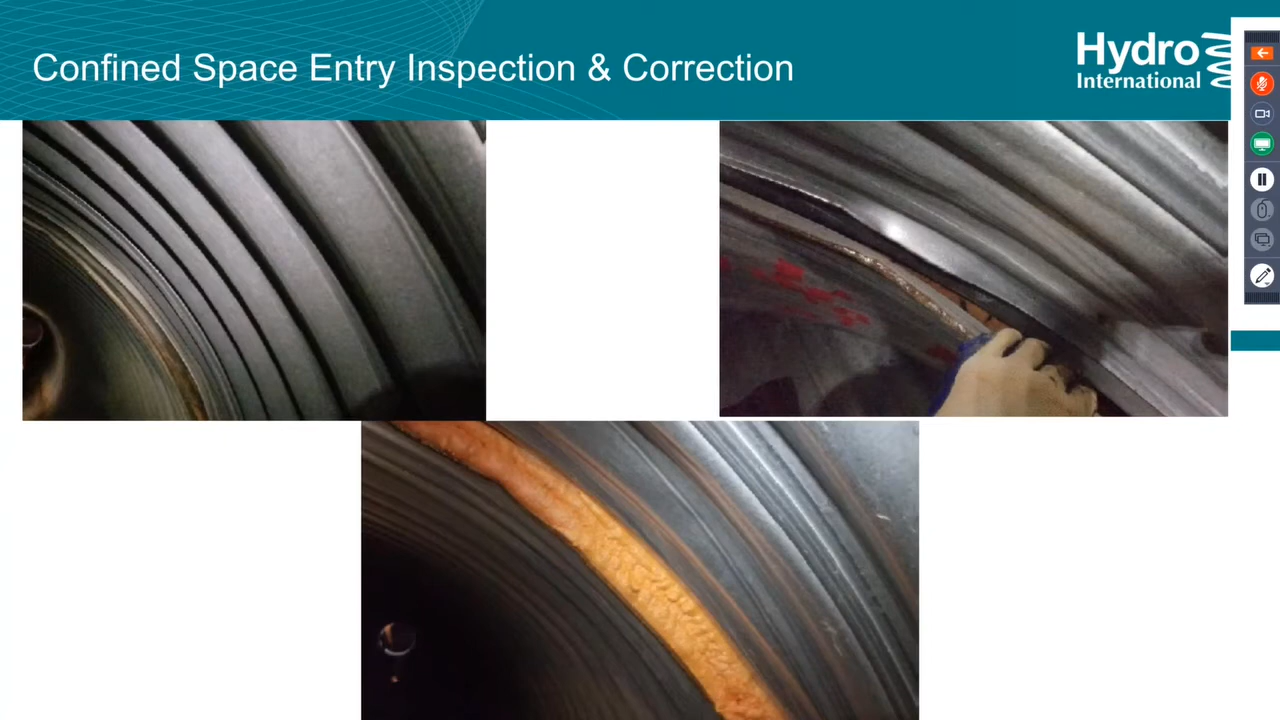 Confined Space Entry Inspection & Correction
Hydro
International